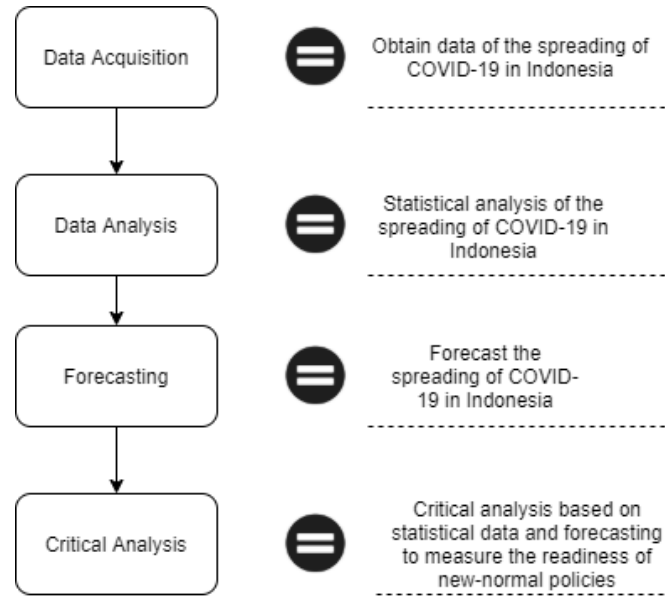 Data Acquisition
Obtain data of the spreading of
COVID-19 in Indonesia
Data Analysis
Statistical analysis of the
spreading of COVID-19 in
Indonesia
Forecasting
Forecast the
spreading of COVID-
19 in Indonesia
Critical Analysis
Critical analysis based on
statistical data and forecasting
to measure the readiness of
new-normal policies